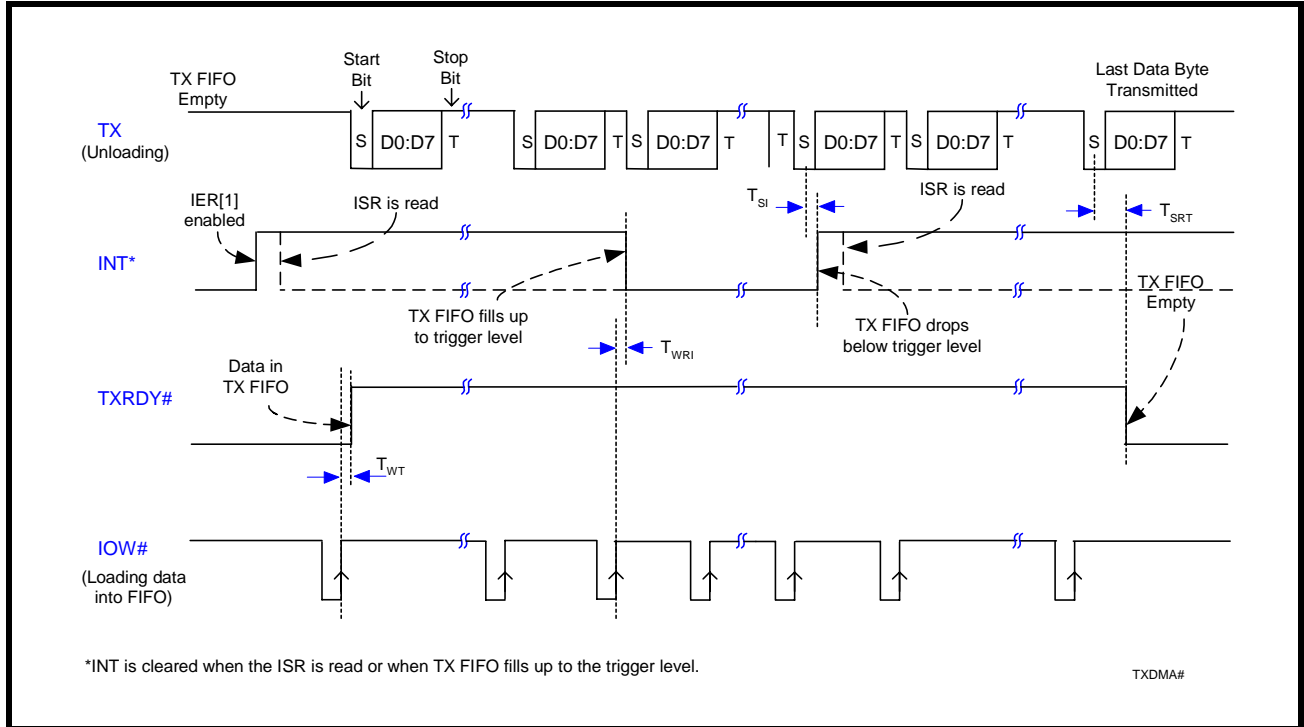 Start
Bit
Stop
Bit
TX FIFO
Empty
Last Data Byte
Transmitted
TX
(Unloading)
S D0:D7 T S D0:D7 T S D0:D7 T T S D0:D7 T S D0:D7 T S D0:D7 T
IER[1]
enabled
ISR is read
TSI
ISR is read
TSRT
INT*
TX FIFO fills up
to trigger level
TX FIFO drops
below trigger level
TX FIFO
Empty
TWRI
Data in
TX FIFO
TXRDY#
TWT
IOW#
(Loading data
into FIFO)
*INT is cleared when the ISR is read or when TX FIFO fills up to the trigger level.
TXDMA#